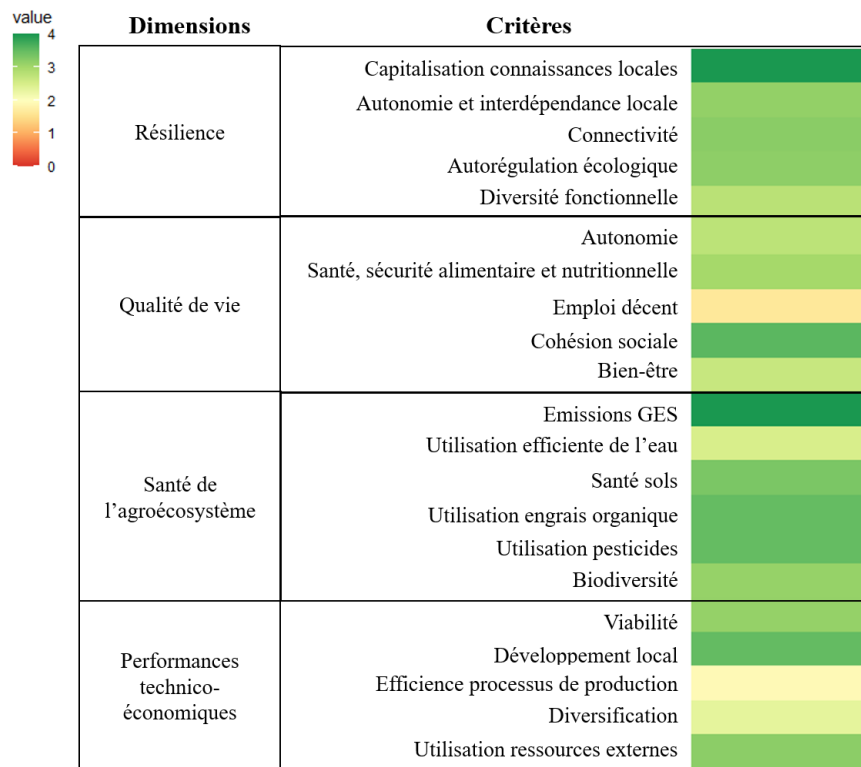 value
4
3
2
1
0
Dimensions
Critères
Résilience
Capitalisation connaissances locales
Autonomie et interdépendance locale
Connectivité
Autorégulation écologique
Diversité fonctionnelle
Qualité de vie
Autonomie
Santé, sécurité alimentaire et nutritionnelle
Emploi décent
Cohésion sociale
Bien-être
Santé de
l’agroécosystème
Emissions GES
Utilisation efficiente de l’eau
Santé sols
Utilisation engrais organique
Utilisation pesticides
Biodiversité
Performances
technico-
économiques
Viabilité
Développement local
Efficience processus de production
Diversification
Utilisation ressources externes